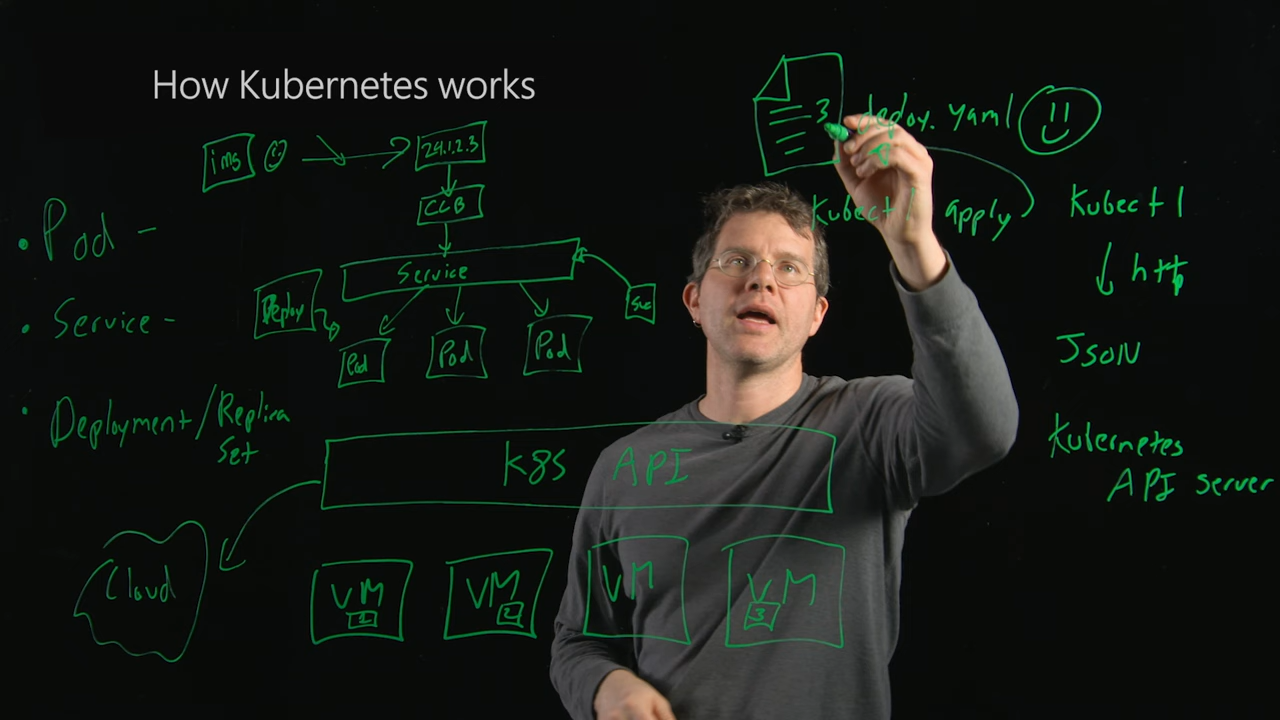 How Kubernetes works
img
24.1.2.3
CLB
• Pod -
Service
Deploy
svc
• Service -
Pod
Pod
Pod
• Deployment / Replica
Set
K8S API
Cloud
VM
1
VM
2
VM
VM
3
3
deploy.yaml
kubectl apply
kubectl
http
JSON
Kubernetes
API server